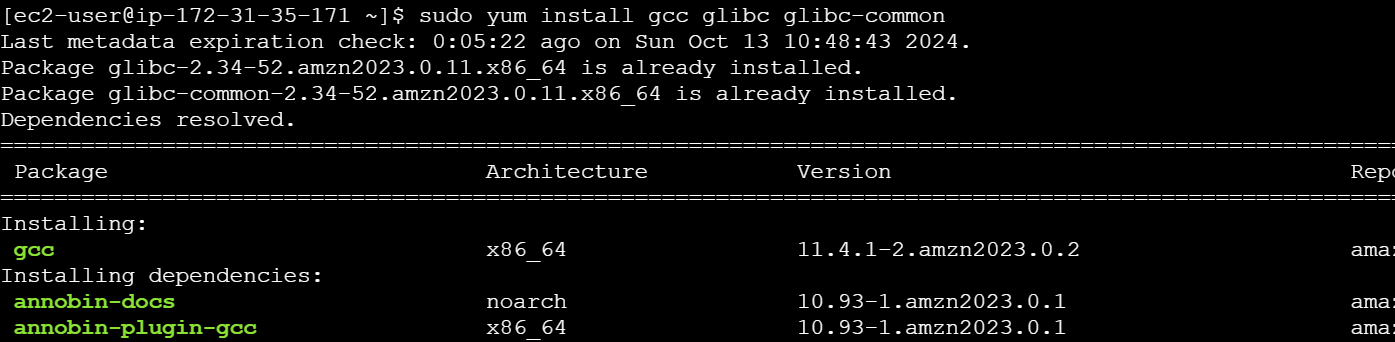 [ec2-user@ip-172-31-35-171 ~]$ sudo yum install gcc glibc glibc-common
Last metadata expiration check: 0:05:22 ago on Sun Oct 13 10:48:43 2024.
Package glibc-2.34-52.amzn2023.0.11.x86_64 is already installed.
Package glibc-common-2.34-52.amzn2023.0.11.x86_64 is already installed.
Dependencies resolved.
================================================================================
Package Architecture Version Repo
================================================================================
Installing:
gcc x86_64 11.4.1-2.amzn2023.0.2 ama
Installing dependencies:
annobin-docs noarch 10.93-1.amzn2023.0.1 ama
annobin-plugin-gcc x86_64 10.93-1.amzn2023.0.1 ama